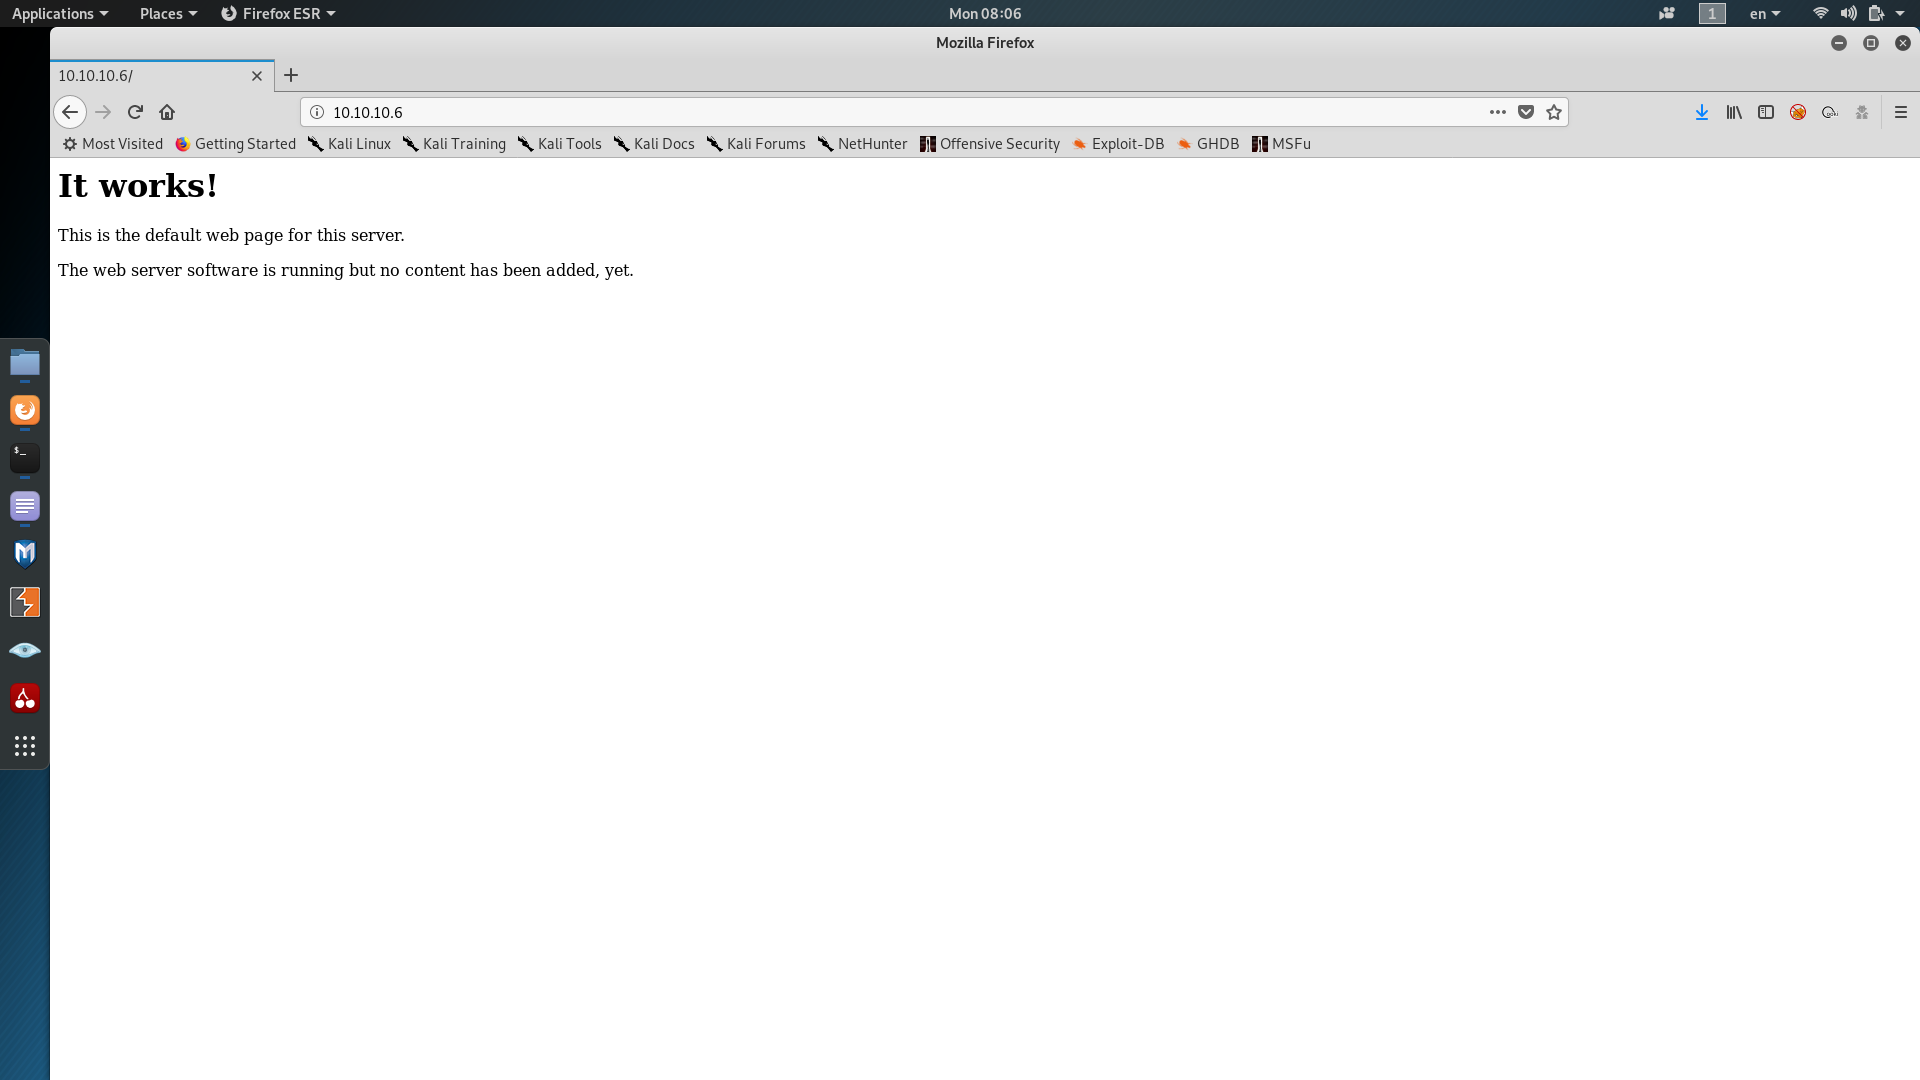 Applications Places Firefox ESR Mon 08:06 1 en
Mozilla Firefox
10.10.10.6/
10.10.10.6
Most Visited Getting Started Kali Linux Kali Training Kali Tools Kali Docs Kali Forums NetHunter Offensive Security Exploit-DB GHDB MSFu
It works!
This is the default web page for this server.
The web server software is running but no content has been added, yet.
$_